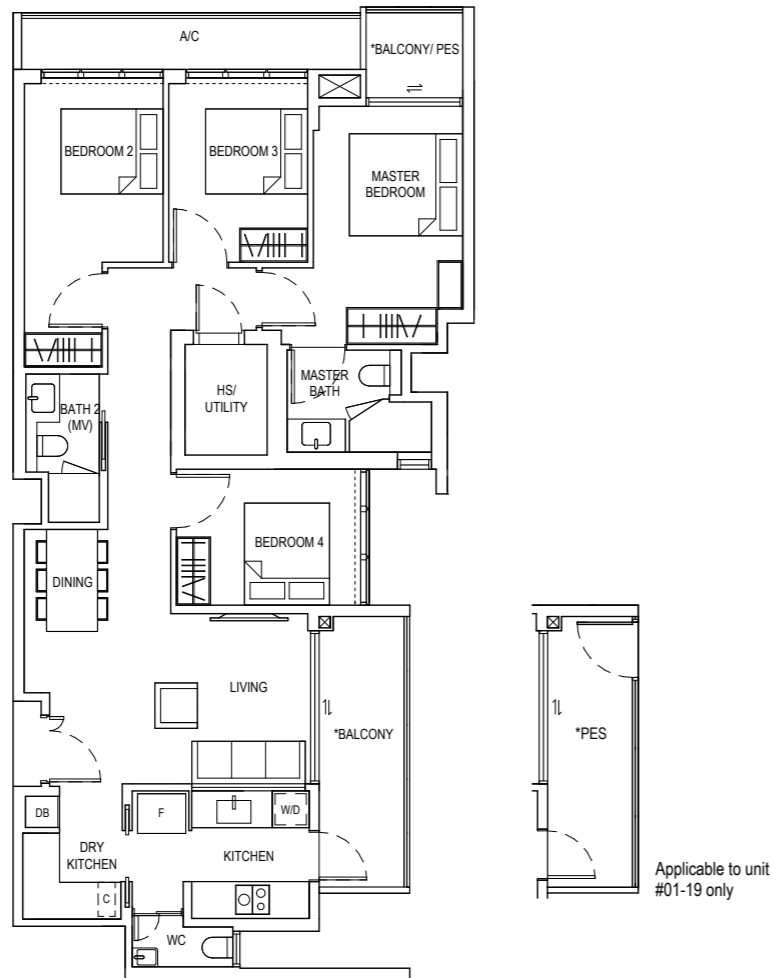 A/C
*BALCONY/ PES
BEDROOM 2
BEDROOM 3
MASTER
BEDROOM
HS/
UTILITY
MASTER
BATH
BATH 2
(MV)
BEDROOM 4
DINING
LIVING
*BALCONY
*PES
DB
F
W/D
DRY
KITCHEN
KITCHEN
C
WC
Applicable to unit
#01-19 only